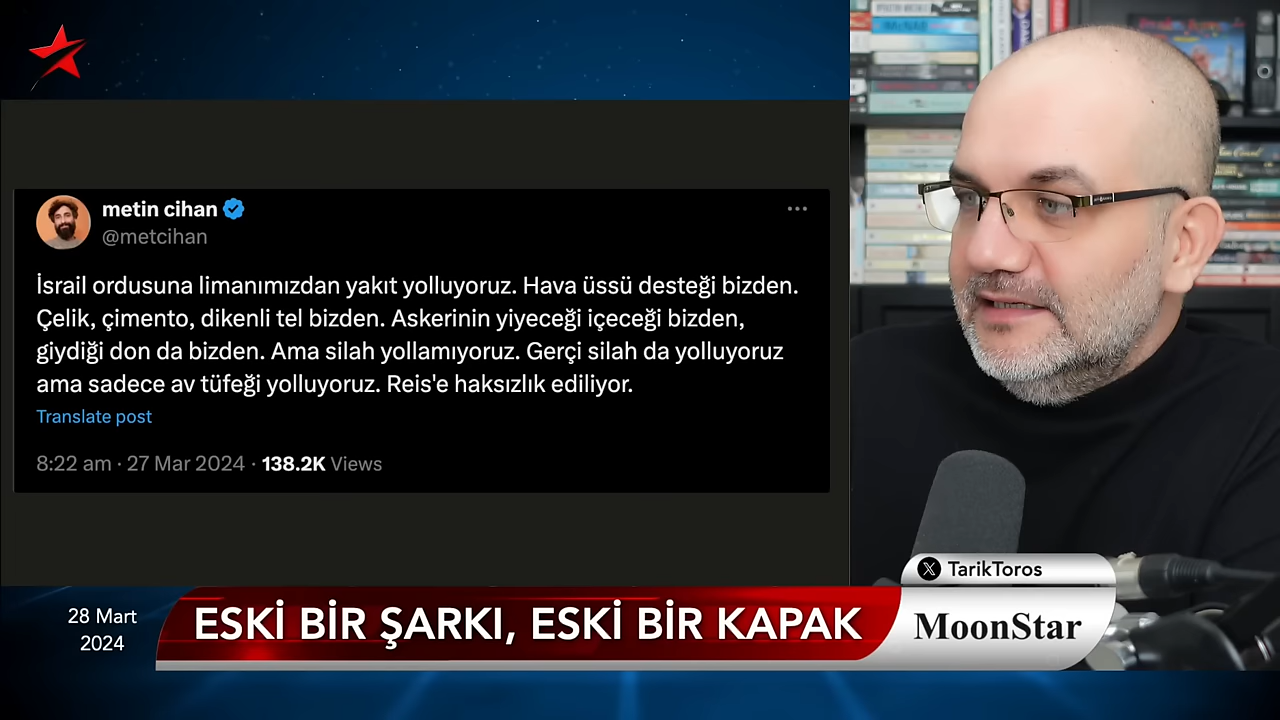 metin cihan
@metcihan
İsrail ordusuna limanımızdan yakıt yolluyoruz. Hava üssü desteği bizden.
Çelik, çimento, dikenli tel bizden. Askerinin yiyeceği içeceği bizden,
giydiği don da bizden. Ama silah yollamıyoruz. Gerçi silah da yolluyoruz
ama sadece av tüfeği yolluyoruz. Reis'e haksızlık ediliyor.
Translate post
8:22 am · 27 Mar 2024 · 138.2K Views
TarikToros
28 Mart
2024
ESKİ BİR ŞARKI, ESKİ BİR KAPAK
MoonStar